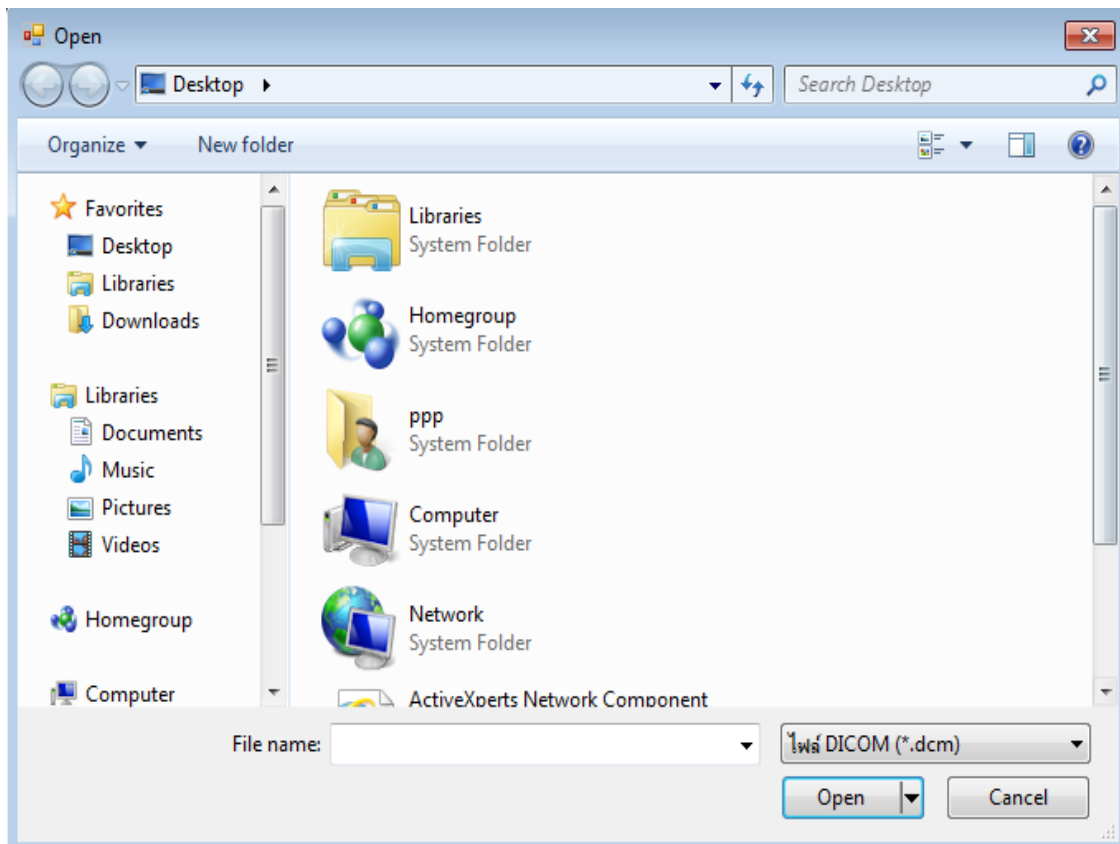 Open
Desktop
Search Desktop
Organize
New folder
Favorites
Desktop
Libraries
Downloads
Libraries
Documents
Music
Pictures
Videos
Homegroup
Computer
Libraries
System Folder
Homegroup
System Folder
ppp
System Folder
Computer
System Folder
Network
System Folder
ActiveXperts Network Component
File name:
ไฟล์ DICOM (*.dcm)
Open
Cancel